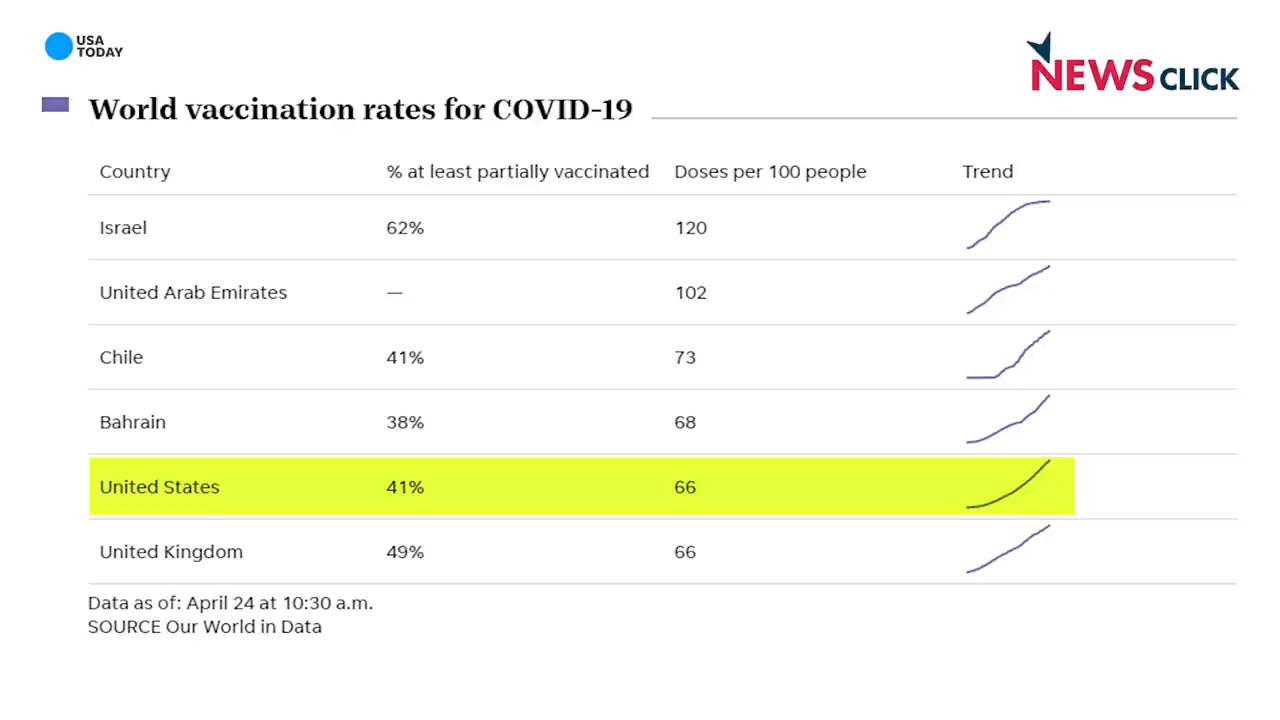 USA
TODAY
NEWS CLICK
World vaccination rates for COVID-19
Country % at least partially vaccinated Doses per 100 people Trend
Israel 62% 120
United Arab Emirates — 102
Chile 41% 73
Bahrain 38% 68
United States 41% 66
United Kingdom 49% 66
Data as of: April 24 at 10:30 a.m.
SOURCE Our World in Data